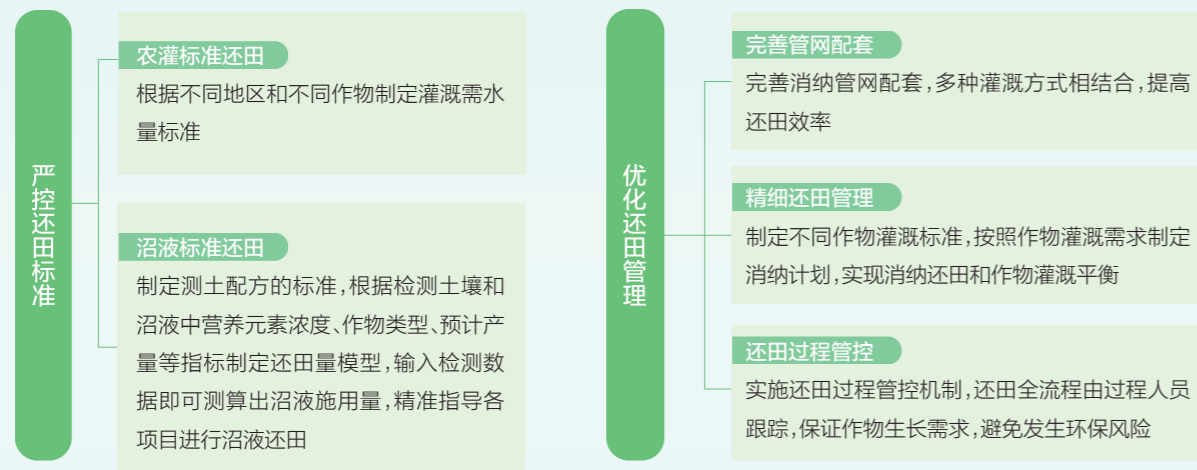 严控还田标准
农灌标准还田
根据不同地区和不同作物制定灌溉需水
量标准
沼液标准还田
制定测土配方的标准,根据检测土壤和
沼液中营养元素浓度、作物类型、预计产
量等指标制定还田量模型,输入检测数
据即可测算出沼液施用量,精准指导各
项目进行沼液还田
优化还田管理
完善管网配套
完善消纳管网配套,多种灌溉方式相结合,提高
还田效率
精细还田管理
制定不同作物灌溉标准,按照作物灌溉需求制定
消纳计划,实现消纳还田和作物灌溉平衡
还田过程管控
实施还田过程管控机制,还田全流程由过程人员
跟踪,保证作物生长需求,避免发生环保风险